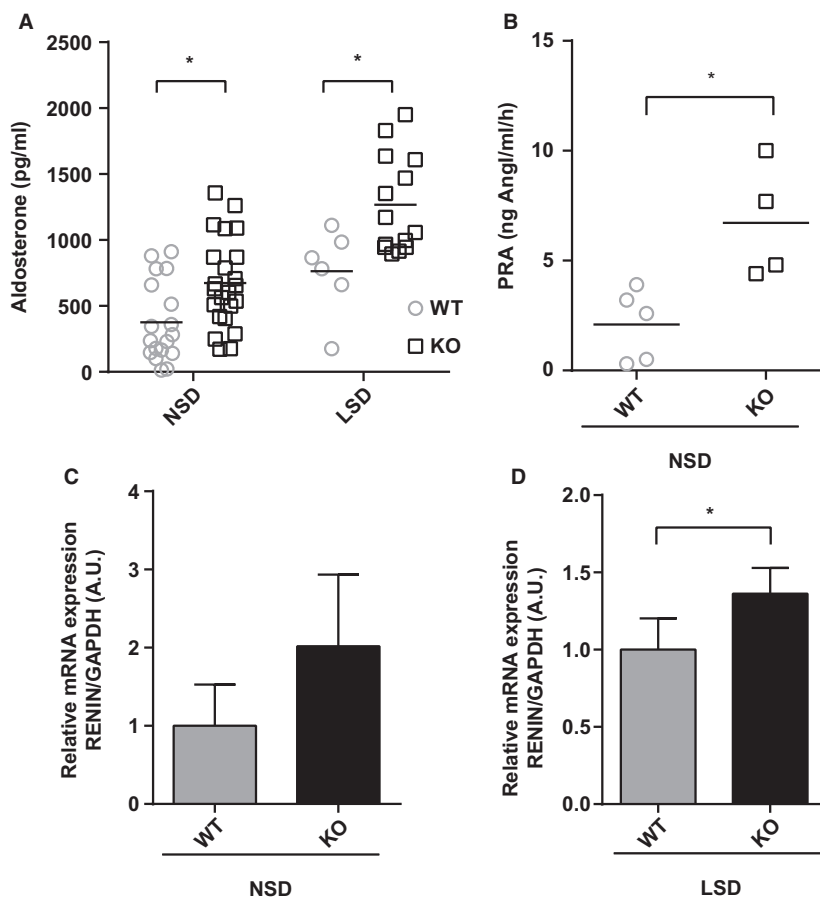 A
Aldosterone (pg/ml)
2500
2000
1500
1000
500
0
*
*
WT
KO
NSD
LSD
B
PRA (ng AngI/ml/h)
15
10
5
0
*
WT
KO
NSD
C
Relative mRNA expression
RENIN/GAPDH (A.U.)
4
3
2
1
0
WT
KO
NSD
D
Relative mRNA expression
RENIN/GAPDH (A.U.)
2.0
1.5
1.0
0.5
0.0
*
WT
KO
LSD